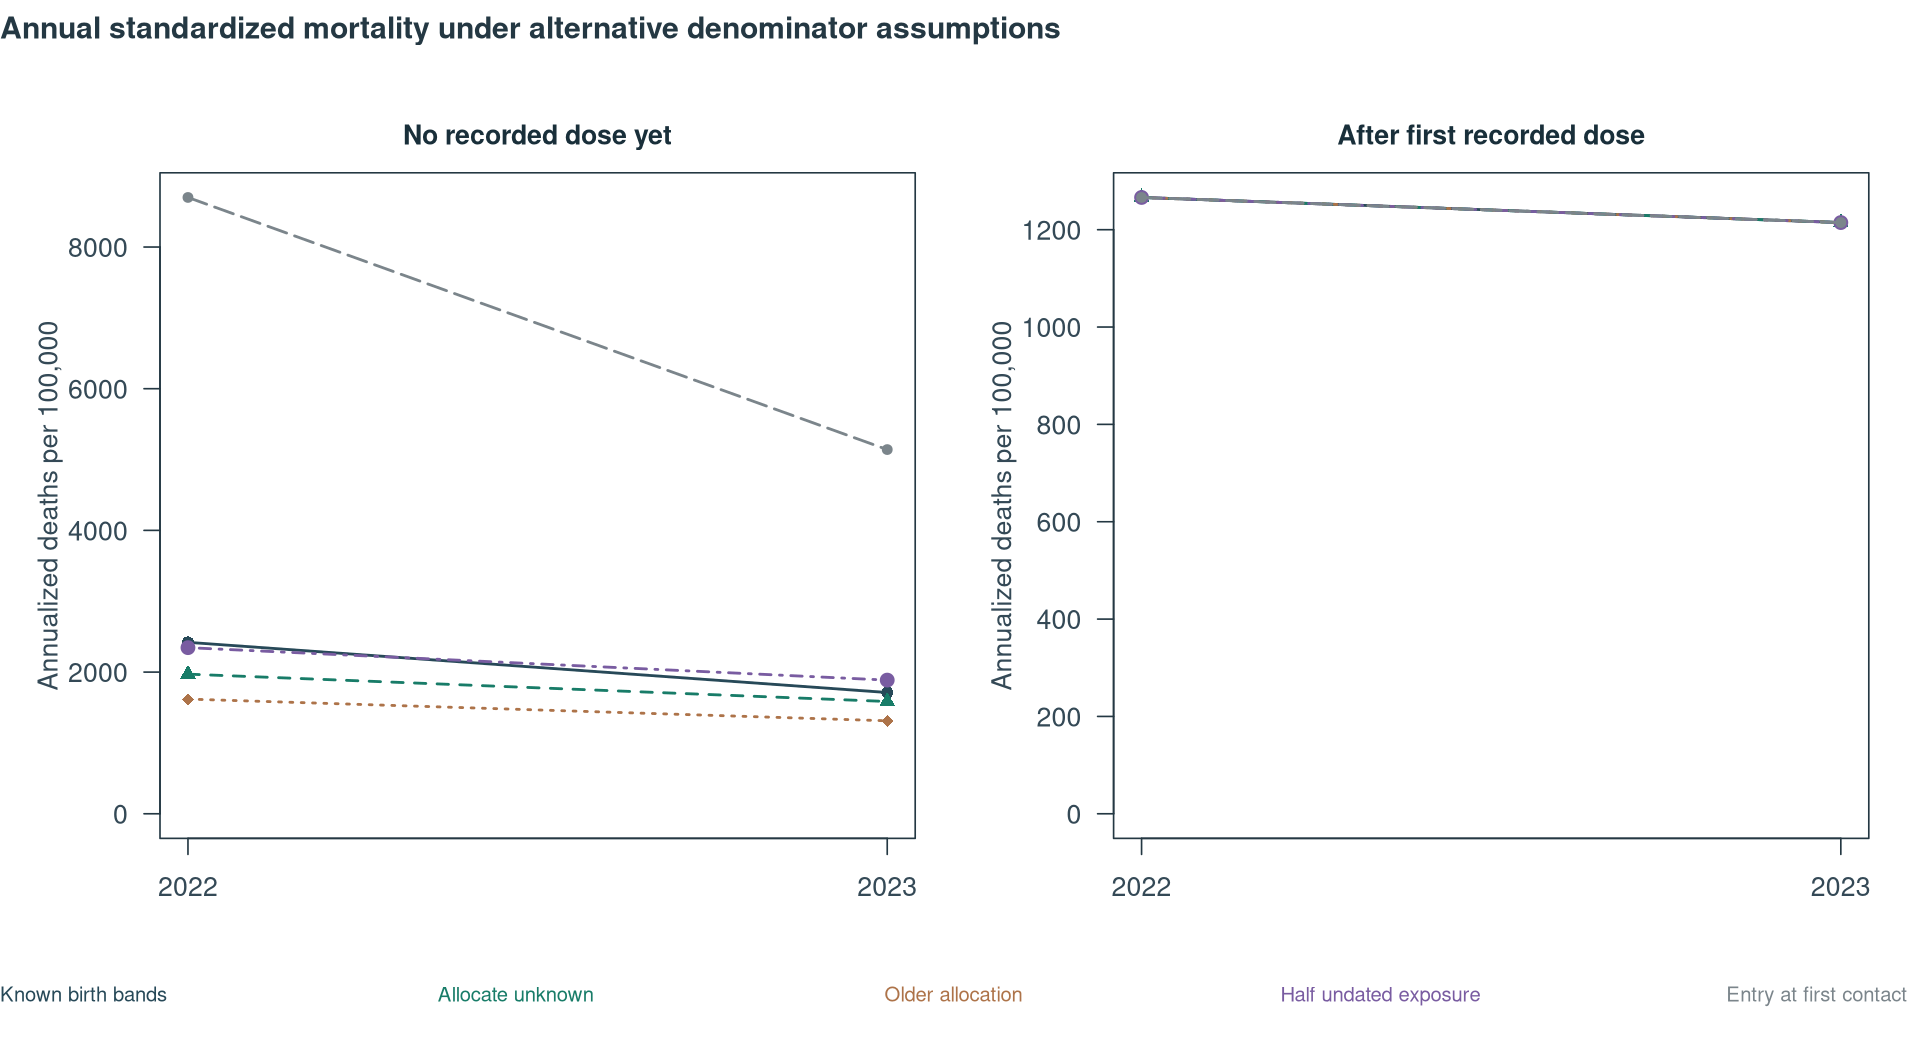 Annual standardized mortality under alternative denominator assumptions
No recorded dose yet
After first recorded dose
Annualized deaths per 100,000
8000
6000
4000
2000
0
2022
2023
Annualized deaths per 100,000
1200
1000
800
600
400
200
0
2022
2023
Known birth bands
Allocate unknown
Older allocation
Half undated exposure
Entry at first contact